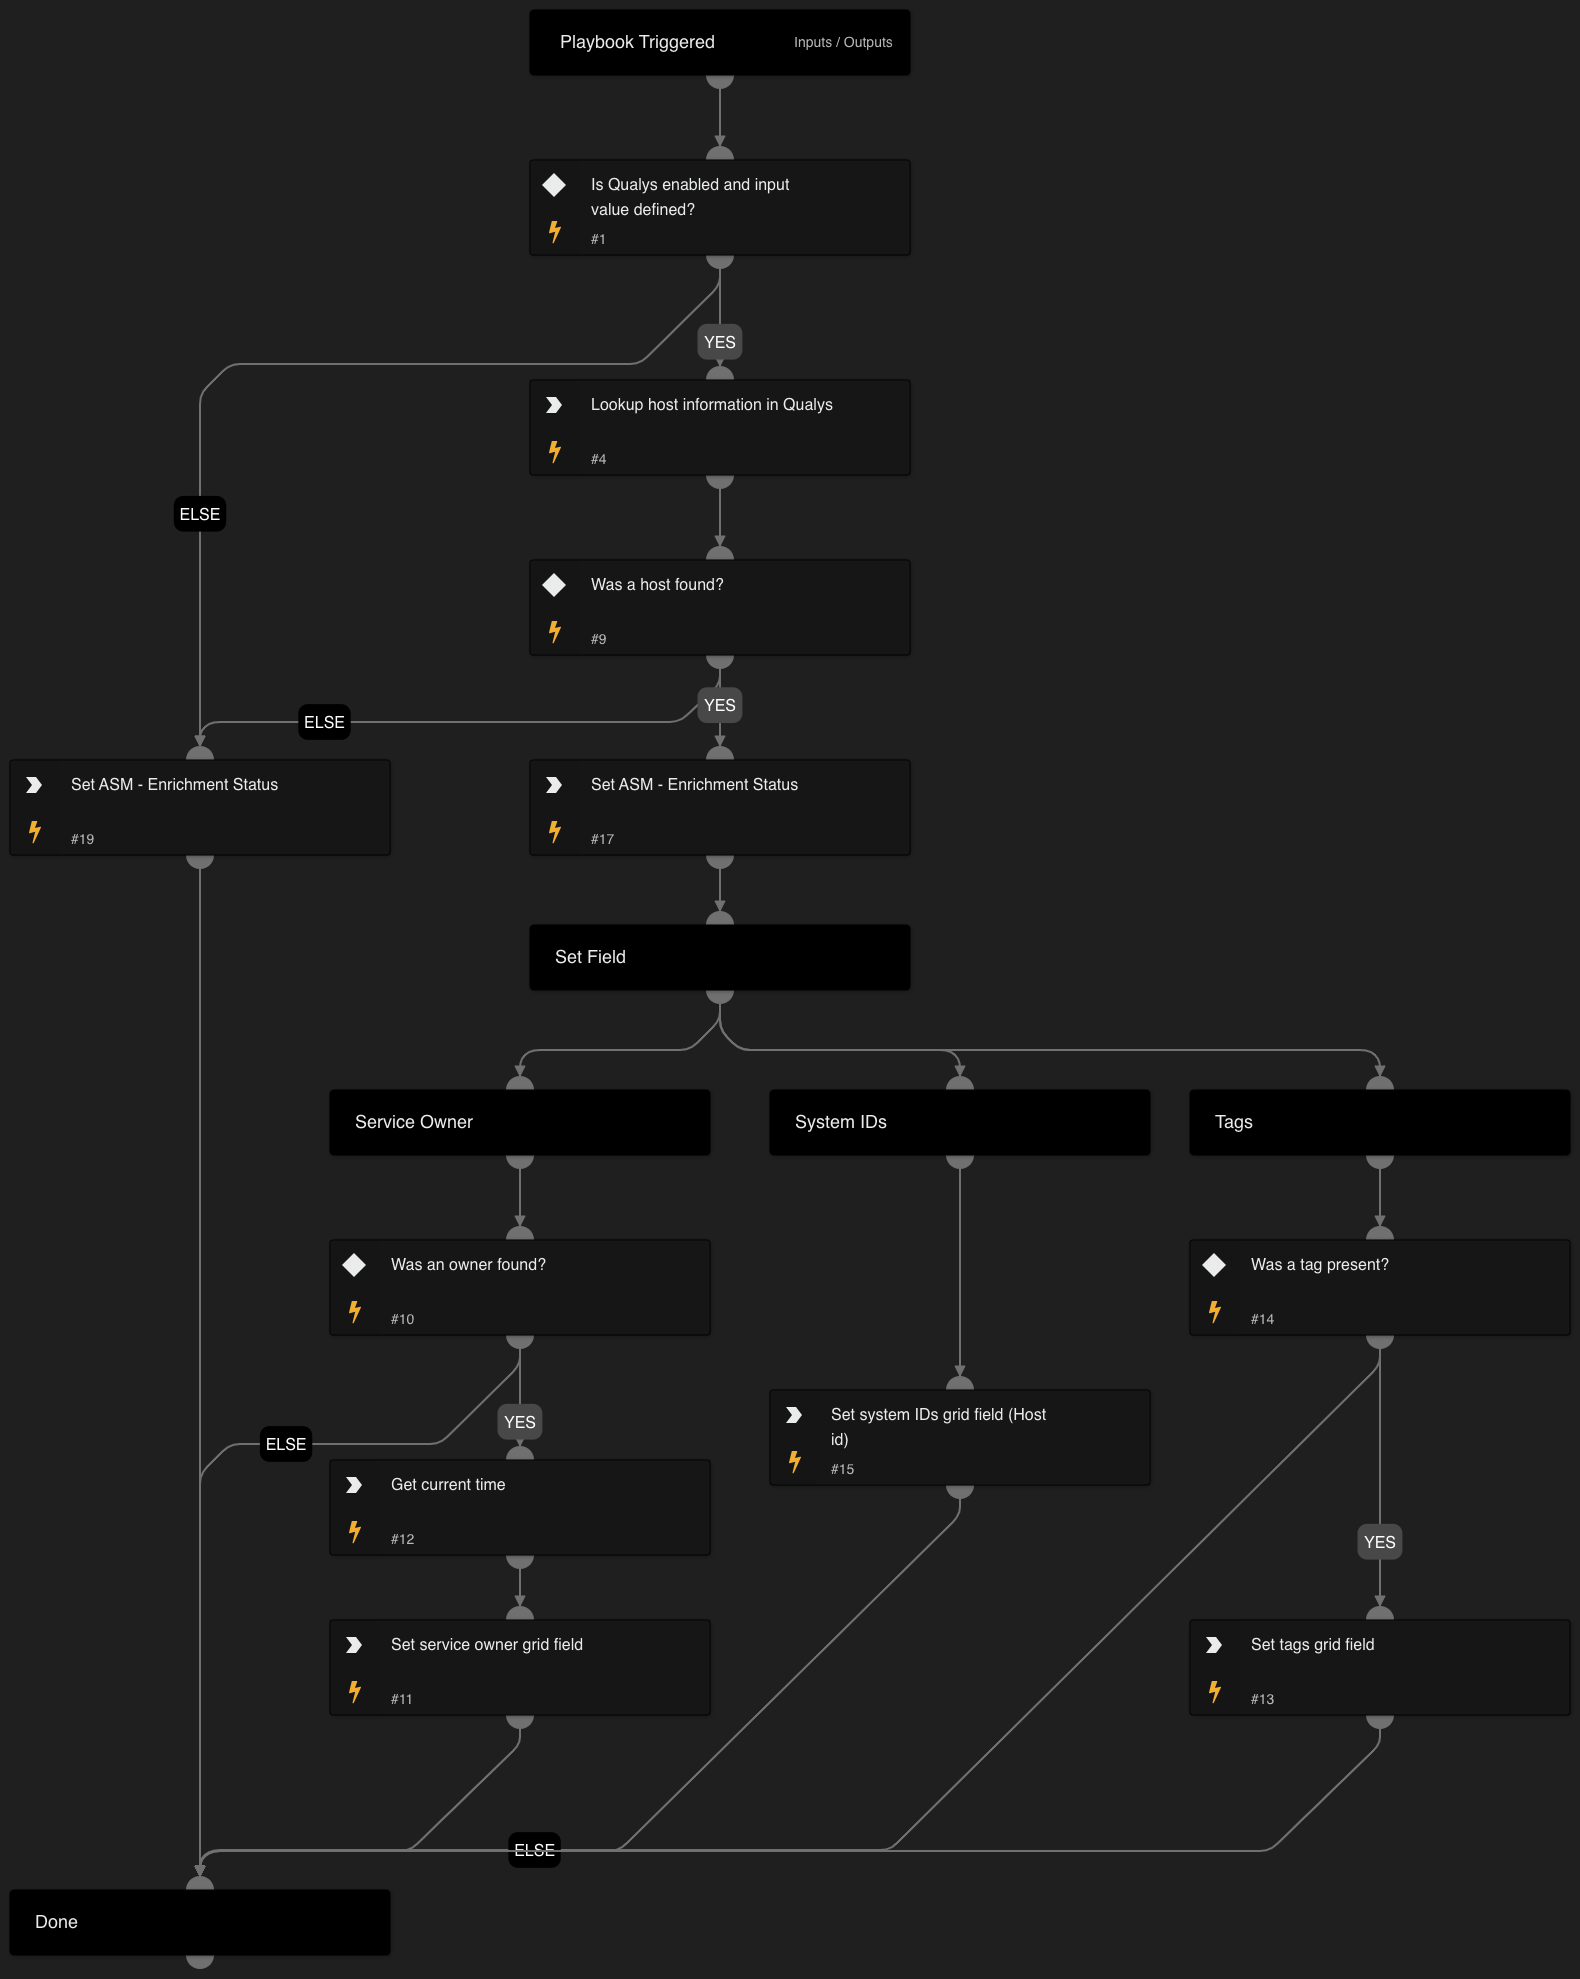 Playbook Triggered
Inputs / Outputs
Is Qualys enabled and input
value defined?
#1
YES
Lookup host information in Qualys
#4
ELSE
Was a host found?
#9
YES
ELSE
Set ASM - Enrichment Status
#19
Set ASM - Enrichment Status
#17
Set Field
Service Owner
System IDs
Tags
Was an owner found?
#10
Was a tag present?
#14
YES
ELSE
Set system IDs grid field (Host
id)
#15
Get current time
#12
YES
Set service owner grid field
#11
Set tags grid field
#13
ELSE
Done